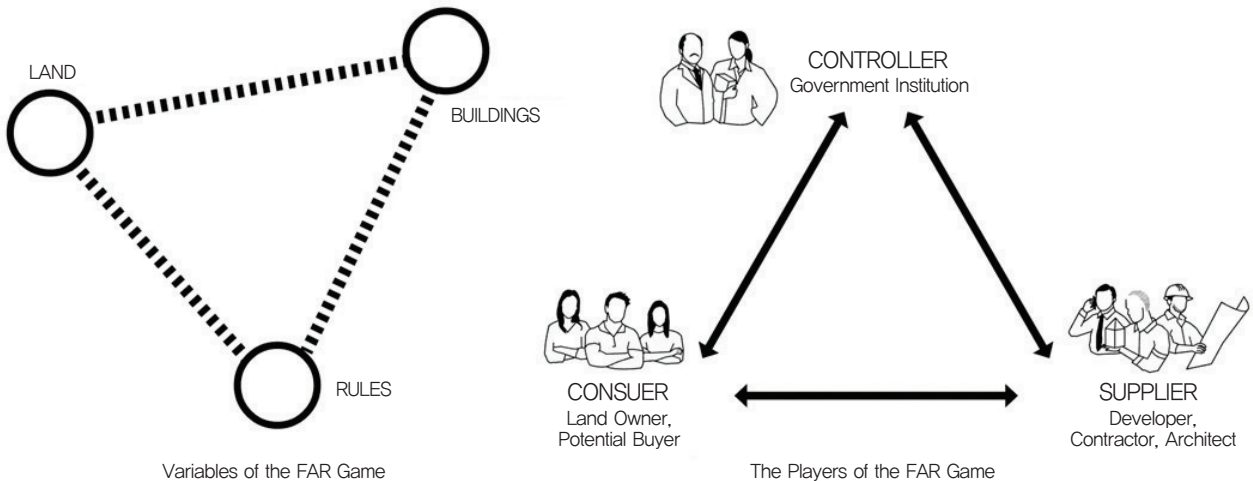 LAND
BUILDINGS
RULES
Variables of the FAR Game
CONTROLLER
Government Institution
CONSUER
Land Owner,
Potential Buyer
SUPPLIER
Developer,
Contractor, Architect
The Players of the FAR Game